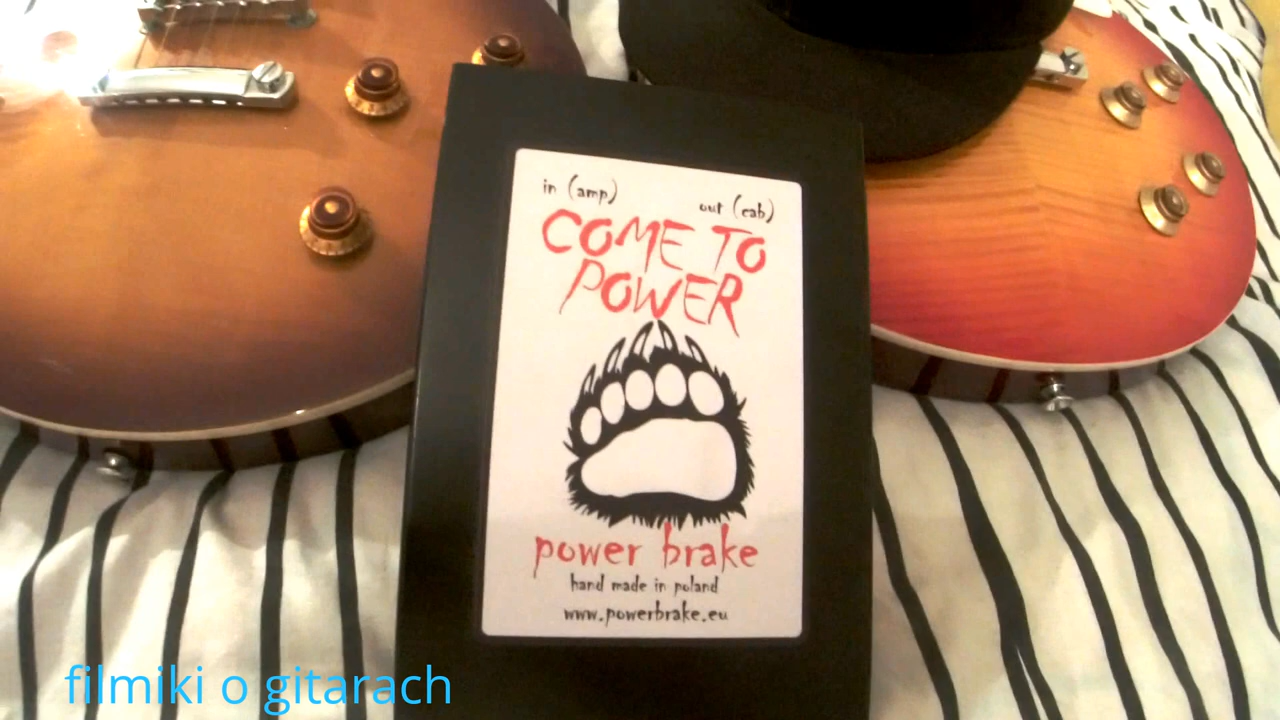 in (amp)
out (cab)
COME TO
POWER
power brake
hand made in poland
www.powerbrake.eu
filmiki o gitarach